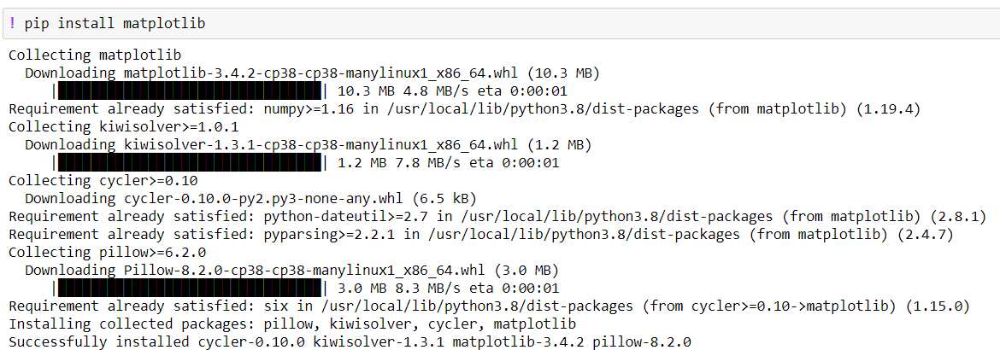 ! pip install matplotlib
Collecting matplotlib
Downloading matplotlib-3.4.2-cp38-cp38-manylinux1_x86_64.whl (10.3 MB)
|████████████████████████████████| 10.3 MB 4.8 MB/s eta 0:00:01
Requirement already satisfied: numpy>=1.16 in /usr/local/lib/python3.8/dist-packages (from matplotlib) (1.19.4)
Collecting kiwisolver>=1.0.1
Downloading kiwisolver-1.3.1-cp38-cp38-manylinux1_x86_64.whl (1.2 MB)
|████████████████████████████████| 1.2 MB 7.8 MB/s eta 0:00:01
Collecting cycler>=0.10
Downloading cycler-0.10.0-py2.py3-none-any.whl (6.5 kB)
Requirement already satisfied: python-dateutil>=2.7 in /usr/local/lib/python3.8/dist-packages (from matplotlib) (2.8.1)
Requirement already satisfied: pyparsing>=2.2.1 in /usr/local/lib/python3.8/dist-packages (from matplotlib) (2.4.7)
Collecting pillow>=6.2.0
Downloading Pillow-8.2.0-cp38-cp38-manylinux1_x86_64.whl (3.0 MB)
|████████████████████████████████| 3.0 MB 8.3 MB/s eta 0:00:01
Requirement already satisfied: six in /usr/local/lib/python3.8/dist-packages (from cycler>=0.10->matplotlib) (1.15.0)
Installing collected packages: pillow, kiwisolver, cycler, matplotlib
Successfully installed cycler-0.10.0 kiwisolver-1.3.1 matplotlib-3.4.2 pillow-8.2.0